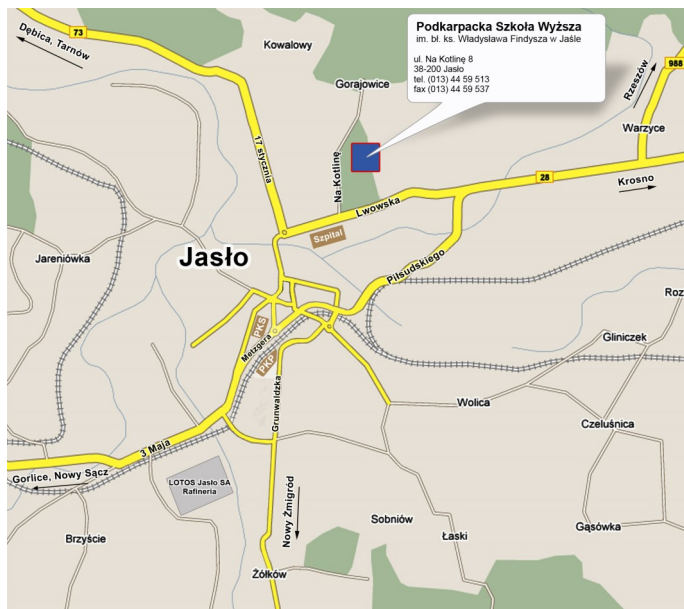 Podkarpacka Szkoła Wyższa
im. bł. ks. Władysława Findysza w Jaśle
ul. Na Kotlinę 8
38-200 Jasło
tel. (013) 44 59 513
fax (013) 44 59 537
73
Dębica, Tarnów
Kowalowy
Gorajowice
Rzeszów
988
Warzyce
17 stycznia
Na Kotlinę
28
Krosno
Lwowska
Szpital
Jasło
Jareniówka
Piłsudskiego
Roz
Gliniczek
PKS
Metzgera
PKP
Grunwaldzka
Wolica
Czeluśnica
3 Maja
Gorlice, Nowy Sącz
LOTOS Jasło SA
Rafineria
Nowy Żmigród
Sobniów
Łaski
Gąsówka
Brzyście
Żółków